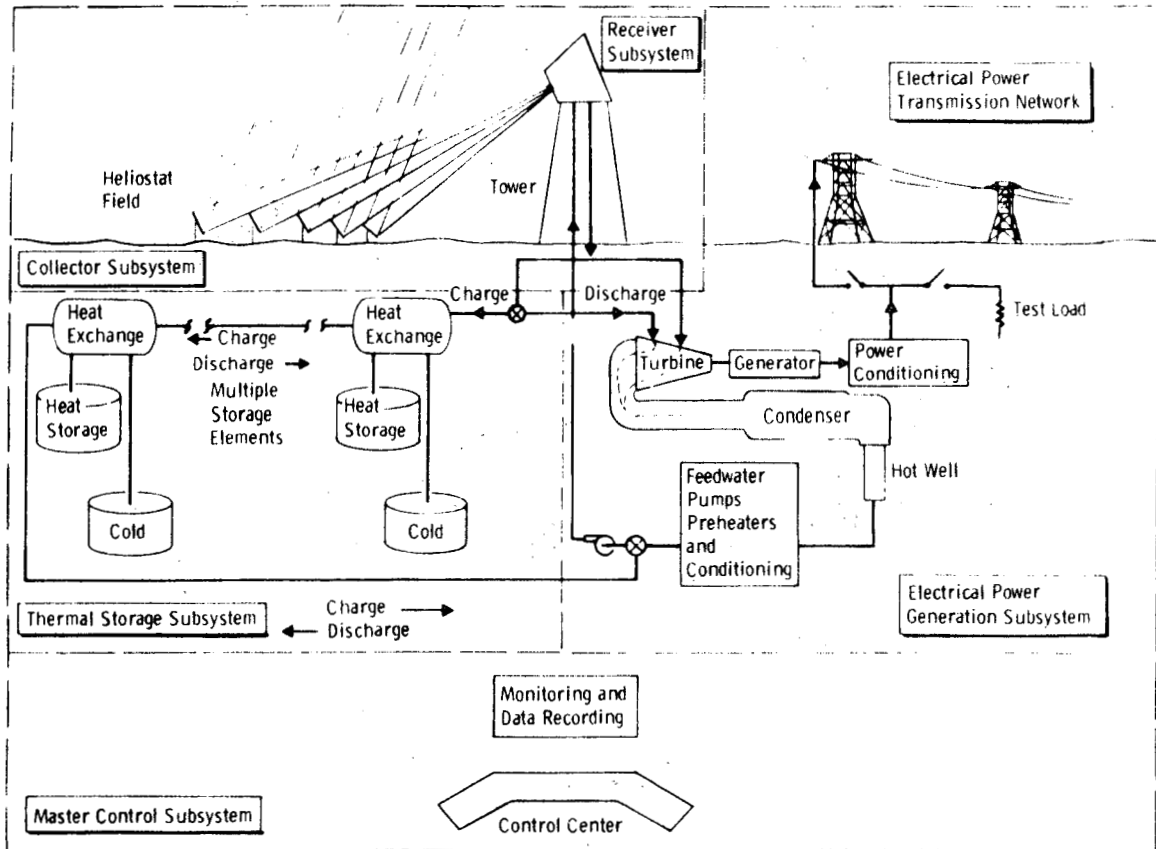 Receiver
Subsystem
Electrical Power
Transmission Network
Heliostat
Field
Tower
Collector Subsystem
Charge
Discharge
Test Load
Heat
Exchange
Charge
Discharge
Multiple
Storage
Elements
Heat
Exchange
Heat
Storage
Heat
Storage
Cold
Cold
Turbine
Generator
Power
Conditioning
Condenser
Hot Well
Feedwater
Pumps
Preheaters
and
Conditioning
Thermal Storage Subsystem
Charge
Discharge
Electrical Power
Generation Subsystem
Monitoring and
Data Recording
Master Control Subsystem
Control Center